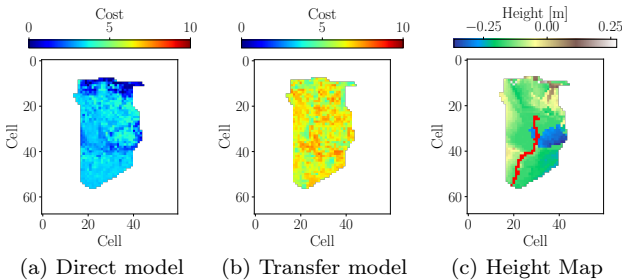 Cost Cost Height [m]
0 5 10 0 5 10 −0.25 0.00 0.25
0 0 0
20 20 20
40 40 40
60 60 60
Cell Cell Cell
0 20 40 0 20 40 0 20 40
Cell Cell Cell
(a) Direct model (b) Transfer model (c) Height Map